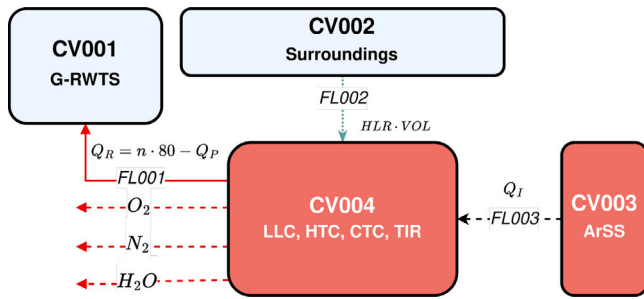 CV001
G-RWTS
CV002
Surroundings
FL002
HLR·VOL
Q_R = n · 80 − Q_P
FL001
O_2
N_2
H_2O
CV004
LLC, HTC, CTC, TIR
Q_I
FL003
CV003
ArSS